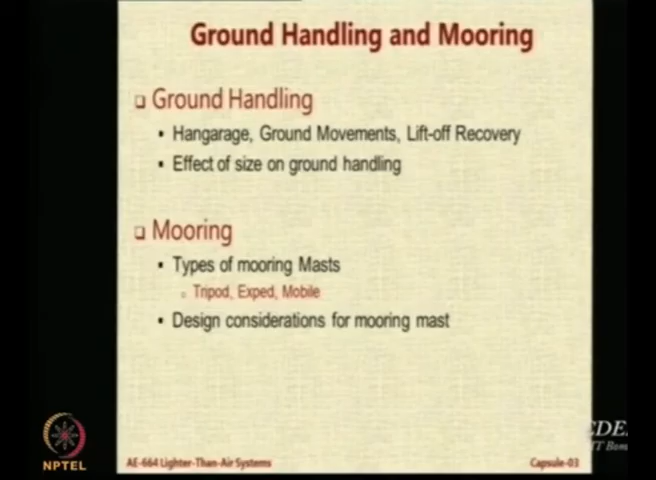 Ground Handling and Mooring
Ground Handling
Hangarage, Ground Movements, Lift-off Recovery
Effect of size on ground handling
Mooring
Types of mooring Masts
Tripod, Exped, Mobile
Design considerations for mooring mast
NPTEL
AE-664 Lighter-Than-Air Systems
Capsule-03